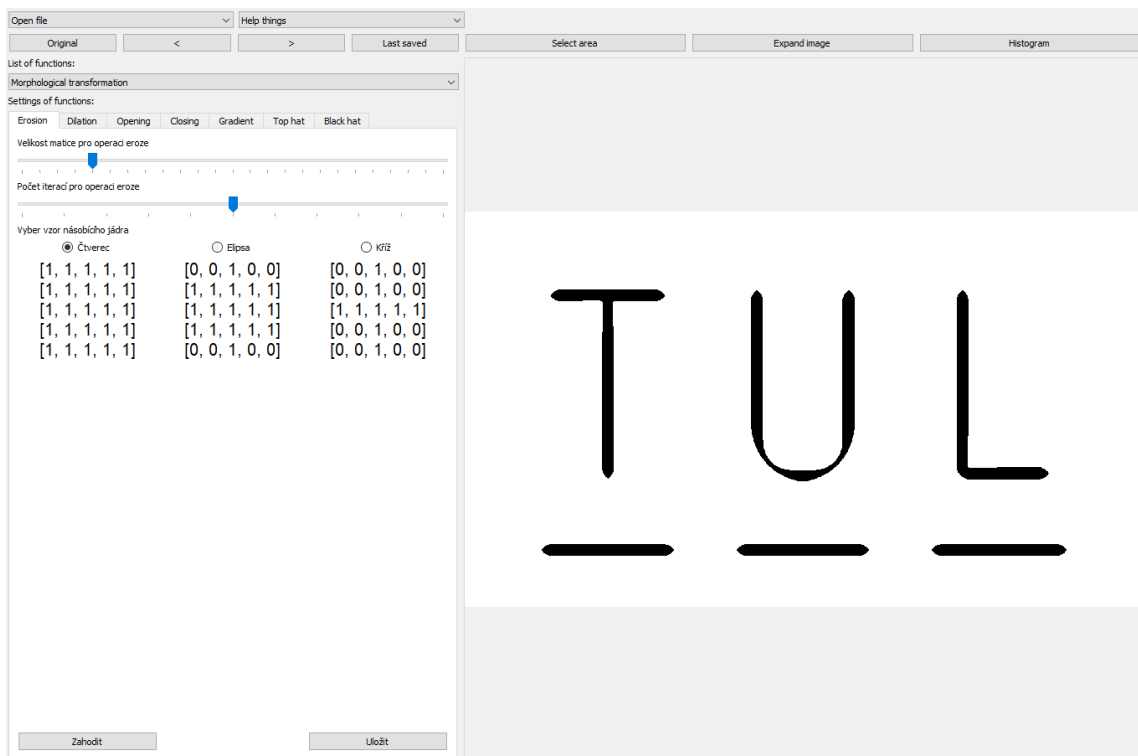 Open file Help things
Original < > Last saved Select area Expand image Histogram
List of functions:
Morphological transformation
Settings of functions:
Erosion Dilation Opening Closing Gradient Top hat Black hat
Velikost matice pro operaci eroze
Počet iterací pro operaci eroze
Vyber vzor násobícího jádra
Čtverec Elipsa Kříž
[1, 1, 1, 1, 1] [0, 0, 1, 0, 0] [0, 0, 1, 0, 0]
[1, 1, 1, 1, 1] [1, 1, 1, 1, 1] [0, 0, 1, 0, 0]
[1, 1, 1, 1, 1] [1, 1, 1, 1, 1] [1, 1, 1, 1, 1]
[1, 1, 1, 1, 1] [1, 1, 1, 1, 1] [0, 0, 1, 0, 0]
[1, 1, 1, 1, 1] [0, 0, 1, 0, 0] [0, 0, 1, 0, 0]
TUL
Zahodit Uložit